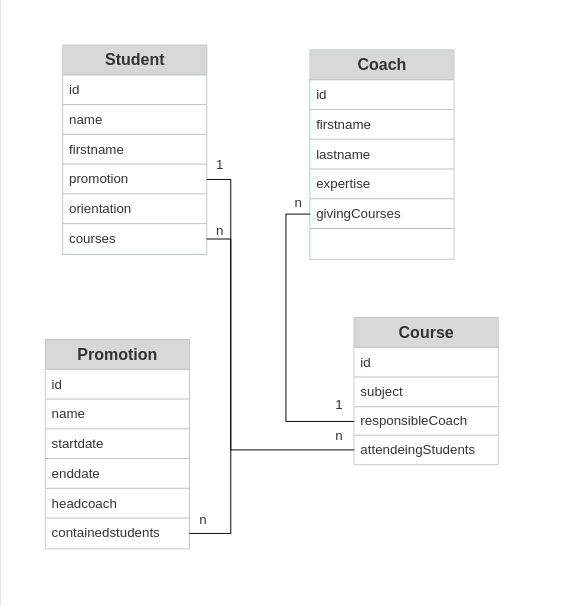 Student
id
name
firstname
promotion
orientation
courses
1
n
Coach
id
firstname
lastname
expertise
givingCourses
n
Promotion
id
name
startdate
enddate
headcoach
containedstudents
n
Course
id
subject
responsibleCoach
attendeingStudents
1
n